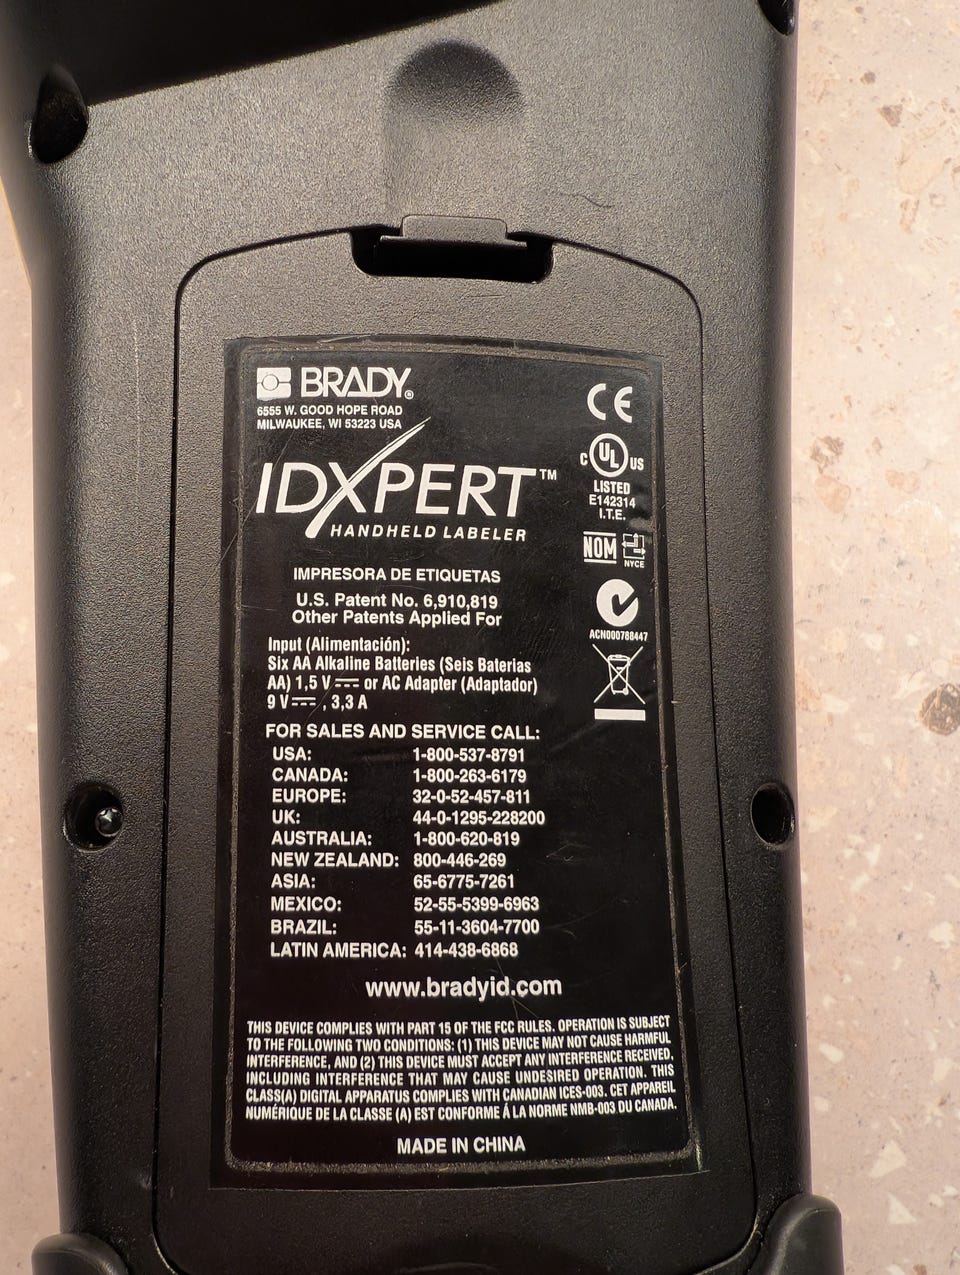 BRADY®
6555 W. GOOD HOPE ROAD
MILWAUKEE, WI 53223 USA
IDXPERT™
HANDHELD LABELER
CE
C UL US
LISTED
E142314
I.T.E.
NOM
NYCE
ACN000788447
IMPRESORA DE ETIQUETAS
U.S. Patent No. 6,910,819
Other Patents Applied For
Input (Alimentación):
Six AA Alkaline Batteries (Seis Baterias
AA) 1,5 V ⎓ or AC Adapter (Adaptador)
9 V ⎓ , 3,3 A
FOR SALES AND SERVICE CALL:
USA: 1-800-537-8791
CANADA: 1-800-263-6179
EUROPE: 32-0-52-457-811
UK: 44-0-1295-228200
AUSTRALIA: 1-800-620-819
NEW ZEALAND: 800-446-269
ASIA: 65-6775-7261
MEXICO: 52-55-5399-6963
BRAZIL: 55-11-3604-7700
LATIN AMERICA: 414-438-6868
www.bradyid.com
THIS DEVICE COMPLIES WITH PART 15 OF THE FCC RULES. OPERATION IS SUBJECT
TO THE FOLLOWING TWO CONDITIONS: (1) THIS DEVICE MAY NOT CAUSE HARMFUL
INTERFERENCE, AND (2) THIS DEVICE MUST ACCEPT ANY INTERFERENCE RECEIVED,
INCLUDING INTERFERENCE THAT MAY CAUSE UNDESIRED OPERATION. THIS
CLASS(A) DIGITAL APPARATUS COMPLIES WITH CANADIAN ICES-003. CET APPAREIL
NUMÉRIQUE DE LA CLASSE (A) EST CONFORME Á LA NORME NMB-003 DU CANADA.
MADE IN CHINA